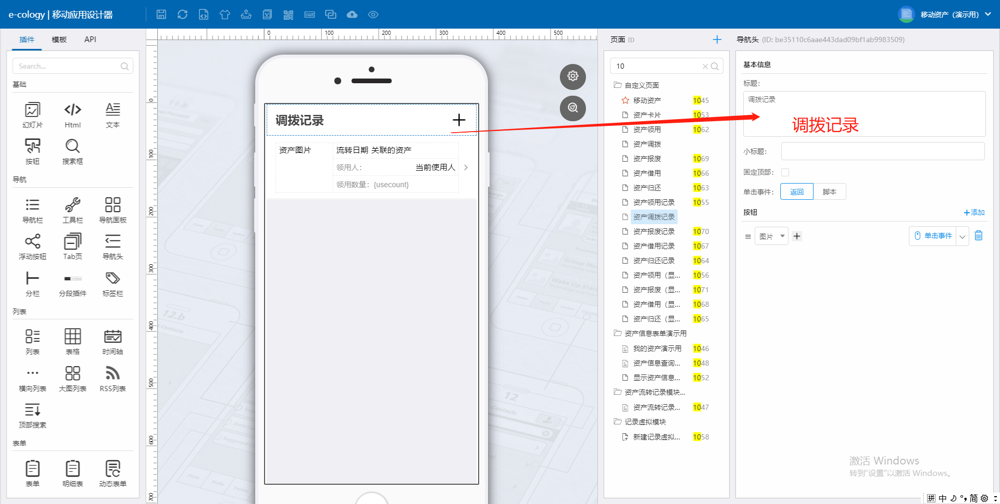 e-cology | 移动应用设计器
移动资产（演示用）
插件 模板 API
Search...
基础
幻灯片 Html 文本
按钮 搜索框
导航
导航栏 工具栏 导航面板
浮动按钮 Tab页 导航头
分栏 分段插件 标签栏
列表
列表 表格 时间轴
横向列表 大图列表 RSS列表
顶部搜索
表单
表单 明细表 动态表单
0 100 200 300 400 500
0
100
200
300
400
500
600
700
调拨记录
资产图片
流转日期 关联的资产
领用人：
当前使用人
领用数量：{usecount}
页面 ID
10
自定义页面
移动资产 1045
资产卡片 1053
资产领用 1062
资产调拨
资产报废 1069
资产借用 1066
资产归还 1063
资产领用记录 1055
资产调拨记录
资产报废记录 1070
资产借用记录 1067
资产归还记录 1064
资产领用（显... 1056
资产报废（显... 1071
资产借用（显... 1068
资产归还（显... 1065
资产信息表单演示用
我的资产演示用 1046
资产信息查询... 1048
显示资产信息... 1052
资产流转记录模块...
资产流转记录... 1047
记录虚拟模块
新建记录虚拟... 1058
导航头 (ID: be35110c6aae443dad09bf1ab9983509)
基本信息
标题：
调拨记录
调拨记录
小标题：
固定顶部：
单击事件： 返回 脚本
按钮
添加
图片
单击事件
激活 Windows
转到"设置"以激活 Windows。
拼 中 简